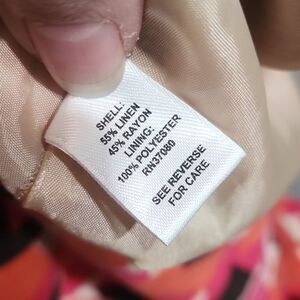 SHELL:
55% LINEN
45% RAYON
LINING:
100% POLYESTER
RN37080
SEE REVERSE
FOR CARE